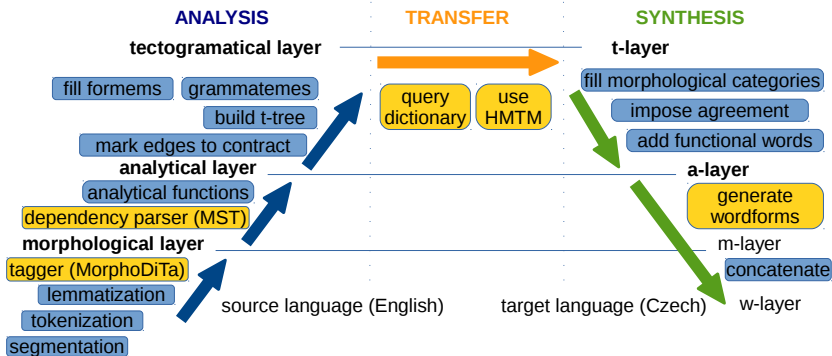 ANALYSIS TRANSFER SYNTHESIS
tectogramatical layer t-layer
fill formems grammatemes query use fill morphological categories
dictionary HMTM
build t-tree impose agreement
mark edges to contract add functional words
analytical layer a-layer
analytical functions generate
wordforms
dependency parser (MST)
morphological layer m-layer
tagger (MorphoDiTa) concatenate
lemmatization source language (English) target language (Czech) w-layer
tokenization
segmentation